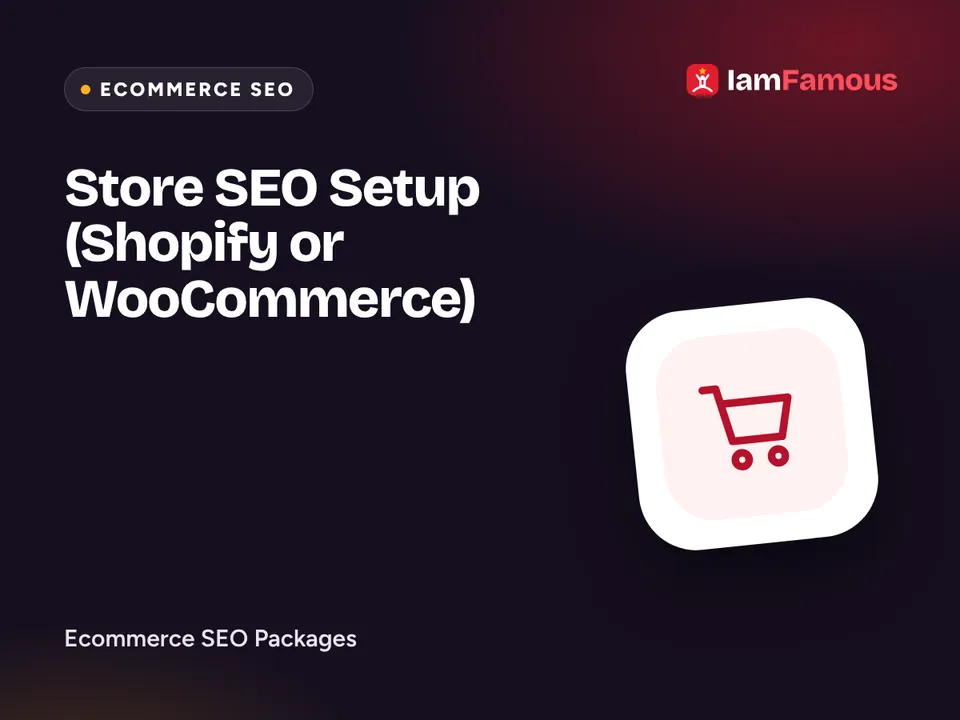 ECOMMERCE SEO
IamFamous
Store SEO Setup
(Shopify or
WooCommerce)
Ecommerce SEO Packages